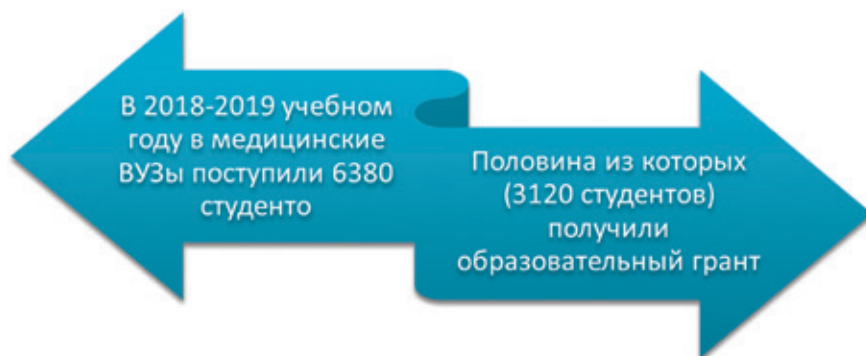 В 2018-2019 учебном
году в медицинские
ВУЗы поступили 6380
студенто
Половина из которых
(3120 студентов)
получили
образовательный грант